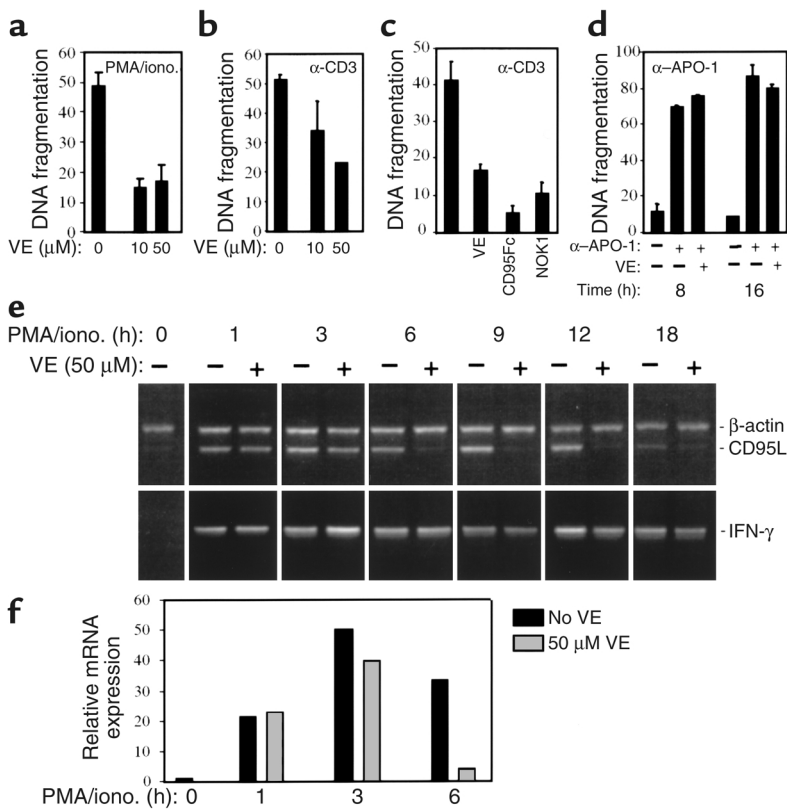 a
DNA fragmentation
60
50
40
30
20
10
0
PMA/iono.
VE (μM): 0 10 50
b
DNA fragmentation
60
50
40
30
20
10
0
α-CD3
VE (μM): 0 10 50
c
DNA fragmentation
50
40
30
20
10
0
α-CD3
VE
CD95Fc
NOK1
d
DNA fragmentation
100
80
60
40
20
0
α–APO-1
α–APO-1: – + + – + +
VE: – – + – – +
Time (h): 8 16
e
PMA/iono. (h): 0 1 3 6 9 12 18
VE (50 μM): – – + – + – + – + – + – +
- β-actin
- CD95L
- IFN-γ
f
Relative mRNA
expression
60
50
40
30
20
10
0
No VE
50 μM VE
PMA/iono. (h): 0 1 3 6